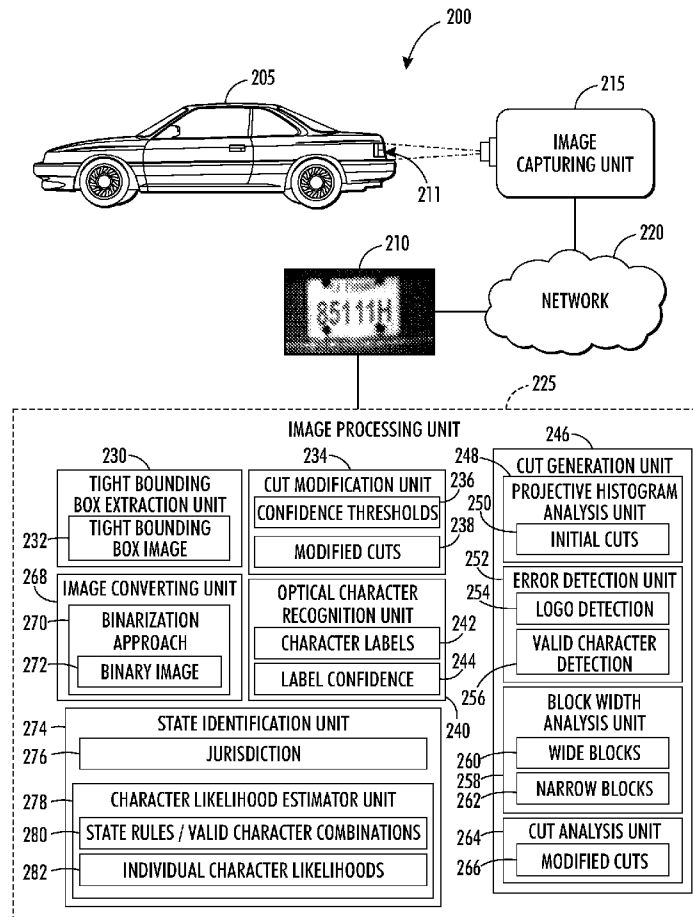 200
205
215
IMAGE
CAPTURING UNIT
211
210
220
85111H
NETWORK
225
IMAGE PROCESSING UNIT
230
TIGHT BOUNDING
BOX EXTRACTION UNIT
232
TIGHT BOUNDING
BOX IMAGE
234
CUT MODIFICATION UNIT
236
CONFIDENCE THRESHOLDS
238
MODIFIED CUTS
246
CUT GENERATION UNIT
248
PROJECTIVE HISTOGRAM
ANALYSIS UNIT
250
INITIAL CUTS
268
IMAGE CONVERTING UNIT
270
BINARIZATION
APPROACH
272
BINARY IMAGE
OPTICAL CHARACTER
RECOGNITION UNIT
242
CHARACTER LABELS
244
LABEL CONFIDENCE
240
252
ERROR DETECTION UNIT
254
LOGO DETECTION
VALID CHARACTER
DETECTION
256
BLOCK WIDTH
ANALYSIS UNIT
260
WIDE BLOCKS
258
262
NARROW BLOCKS
274
STATE IDENTIFICATION UNIT
276
JURISDICTION
278
CHARACTER LIKELIHOOD ESTIMATOR UNIT
280
STATE RULES / VALID CHARACTER COMBINATIONS
282
INDIVIDUAL CHARACTER LIKELIHOODS
264
CUT ANALYSIS UNIT
266
MODIFIED CUTS